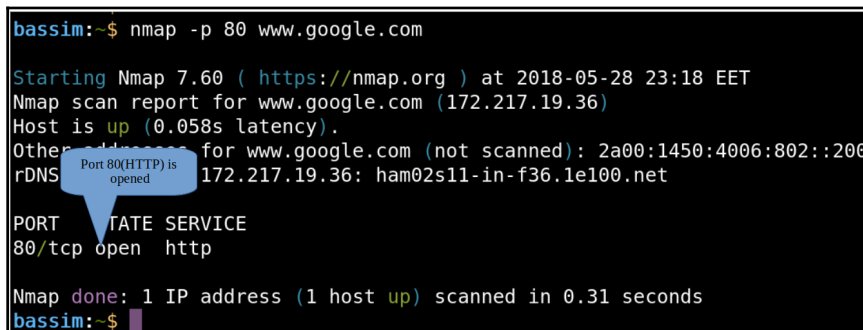 bassim:~$ nmap -p 80 www.google.com
Starting Nmap 7.60 ( https://nmap.org ) at 2018-05-28 23:18 EET
Nmap scan report for www.google.com (172.217.19.36)
Host is up (0.058s latency).
Other addresses for www.google.com (not scanned): 2a00:1450:4006:802::200
Port 80(HTTP) is
opened
rDNS 172.217.19.36: ham02s11-in-f36.1e100.net
PORT TATE SERVICE
80/tcp open http
Nmap done: 1 IP address (1 host up) scanned in 0.31 seconds
bassim:~$